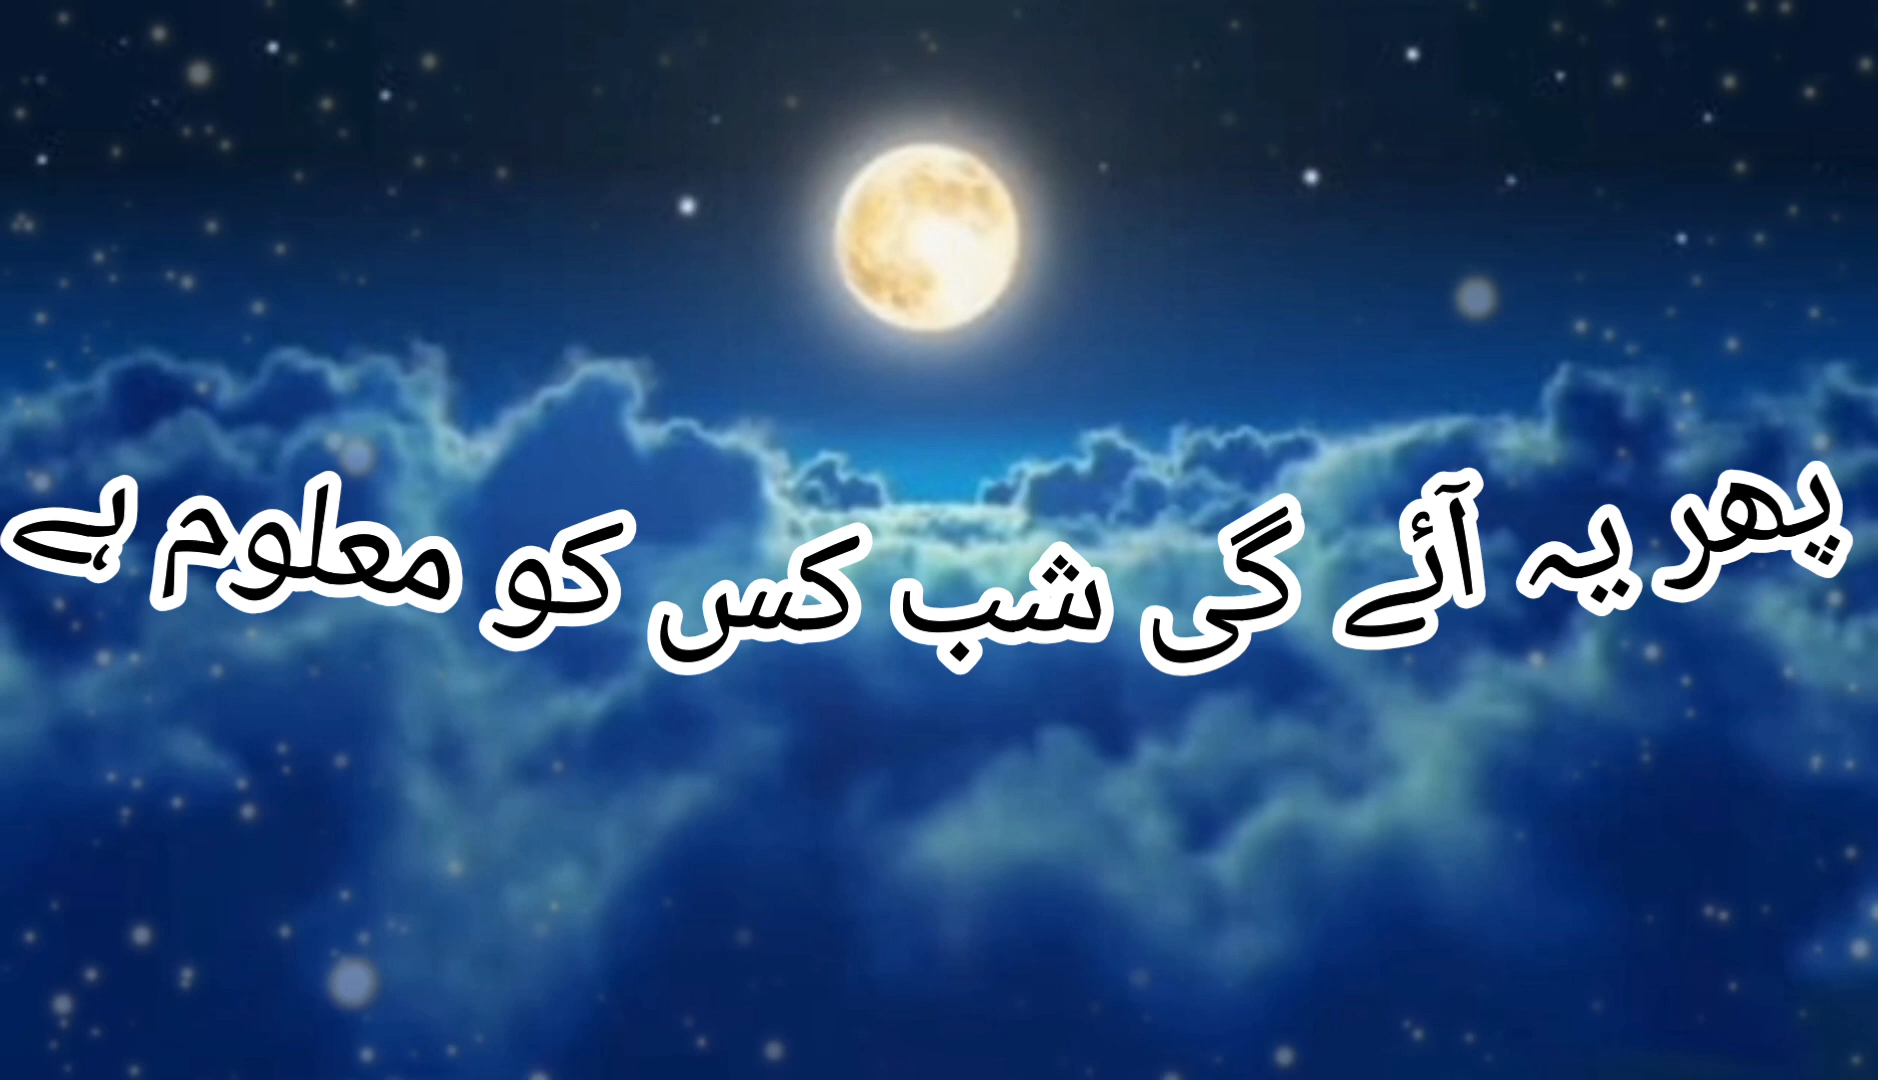 پھر یہ آئے گی شب کس کو معلوم ہے